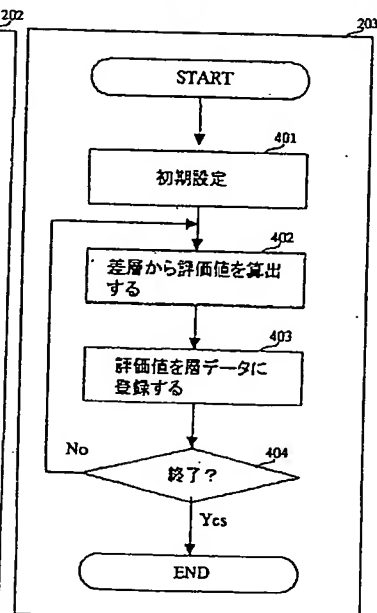 202
203
START
401
初期設定
402
差層から評価値を算出
する
403
評価値を層データに
登録する
No
404
終了?
Yes
END